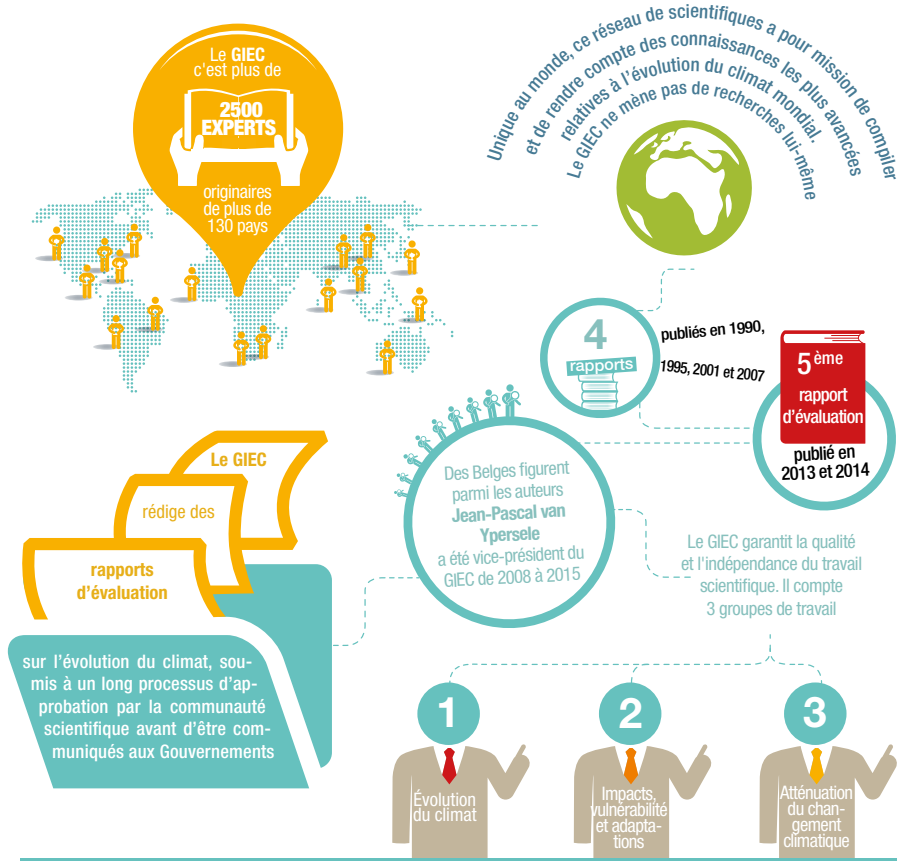 Le GIEC
c'est plus de
2500
EXPERTS
originaires
de plus de
130 pays
Unique au monde, ce réseau de scientifiques a pour mission de compiler
et de rendre compte des connaissances les plus avancées
relatives à l'évolution du climat mondial.
Le GIEC ne mène pas de recherches lui-même
4
rapports
publiés en 1990,
1995, 2001 et 2007
5ème
rapport
d'évaluation
publié en
2013 et 2014
Des Belges figurent
parmi les auteurs
Jean-Pascal van
Ypersele
a été vice-président du
GIEC de 2008 à 2015
Le GIEC
rédige des
rapports
d'évaluation
sur l'évolution du climat, sou-
mis à un long processus d'ap-
probation par la communauté
scientifique avant d'être com-
muniqués aux Gouvernements
Le GIEC garantit la qualité
et l'indépendance du travail
scientifique. Il compte
3 groupes de travail
1
Évolution
du climat
2
Impacts,
vulnérabilité
et adapta-
tions
3
Atténuation
du chan-
gement
climatique